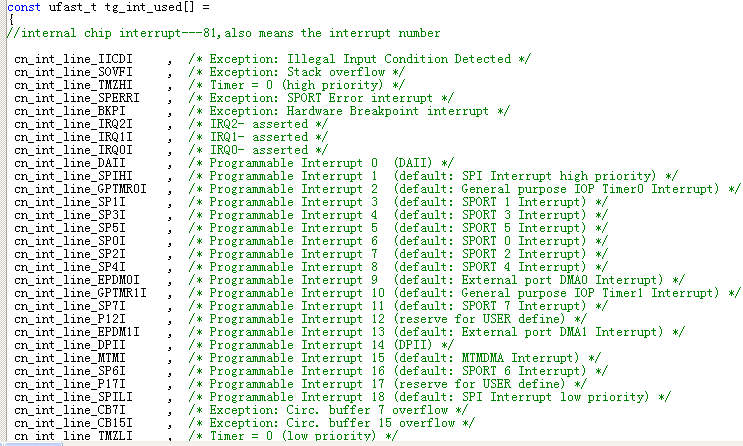 const ufast_t tg_int_used[] =
{
//internal chip interrupt---81,also means the interrupt number
cn_int_line_IICDI , /* Exception: Illegal Input Condition Detected */
cn_int_line_SOVFI , /* Exception: Stack overflow */
cn_int_line_TMZHI , /* Timer = 0 (high priority) */
cn_int_line_SPERRI , /* Exception: SPORT Error interrupt */
cn_int_line_BKPI , /* Exception: Hardware Breakpoint interrupt */
cn_int_line_IRQ2I , /* IRQ2- asserted */
cn_int_line_IRQ1I , /* IRQ1- asserted */
cn_int_line_IRQ0I , /* IRQ0- asserted */
cn_int_line_DAII , /* Programmable Interrupt 0 (DAII) */
cn_int_line_SPIHI , /* Programmable Interrupt 1 (default: SPI Interrupt high priority) */
cn_int_line_GPTMR0I , /* Programmable Interrupt 2 (default: General purpose IOP Timer0 Interrupt) */
cn_int_line_SP1I , /* Programmable Interrupt 3 (default: SPORT 1 Interrupt) */
cn_int_line_SP3I , /* Programmable Interrupt 4 (default: SPORT 3 Interrupt) */
cn_int_line_SP5I , /* Programmable Interrupt 5 (default: SPORT 5 Interrupt) */
cn_int_line_SP0I , /* Programmable Interrupt 6 (default: SPORT 0 Interrupt) */
cn_int_line_SP2I , /* Programmable Interrupt 7 (default: SPORT 2 Interrupt) */
cn_int_line_SP4I , /* Programmable Interrupt 8 (default: SPORT 4 Interrupt) */
cn_int_line_EPDM0I , /* Programmable Interrupt 9 (default: External port DMA0 Interrupt) */
cn_int_line_GPTMR1I , /* Programmable Interrupt 10 (default: General purpose IOP Timer1 Interrupt) */
cn_int_line_SP7I , /* Programmable Interrupt 11 (default: SPORT 7 Interrupt) */
cn_int_line_P12I , /* Programmable Interrupt 12 (reserve for USER define) */
cn_int_line_EPDM1I , /* Programmable Interrupt 13 (default: External port DMA1 Interrupt) */
cn_int_line_DPII , /* Programmable Interrupt 14 (DPII) */
cn_int_line_MTMI , /* Programmable Interrupt 15 (default: MTMDMA Interrupt) */
cn_int_line_SP6I , /* Programmable Interrupt 16 (default: SPORT 6 Interrupt) */
cn_int_line_P17I , /* Programmable Interrupt 17 (reserve for USER define) */
cn_int_line_SPILI , /* Programmable Interrupt 18 (default: SPI Interrupt low priority) */
cn_int_line_CB7I , /* Exception: Circ. buffer 7 overflow */
cn_int_line_CB15I , /* Exception: Circ. buffer 15 overflow */
cn_int_line_TMZLI , /* Timer = 0 (low priority) */